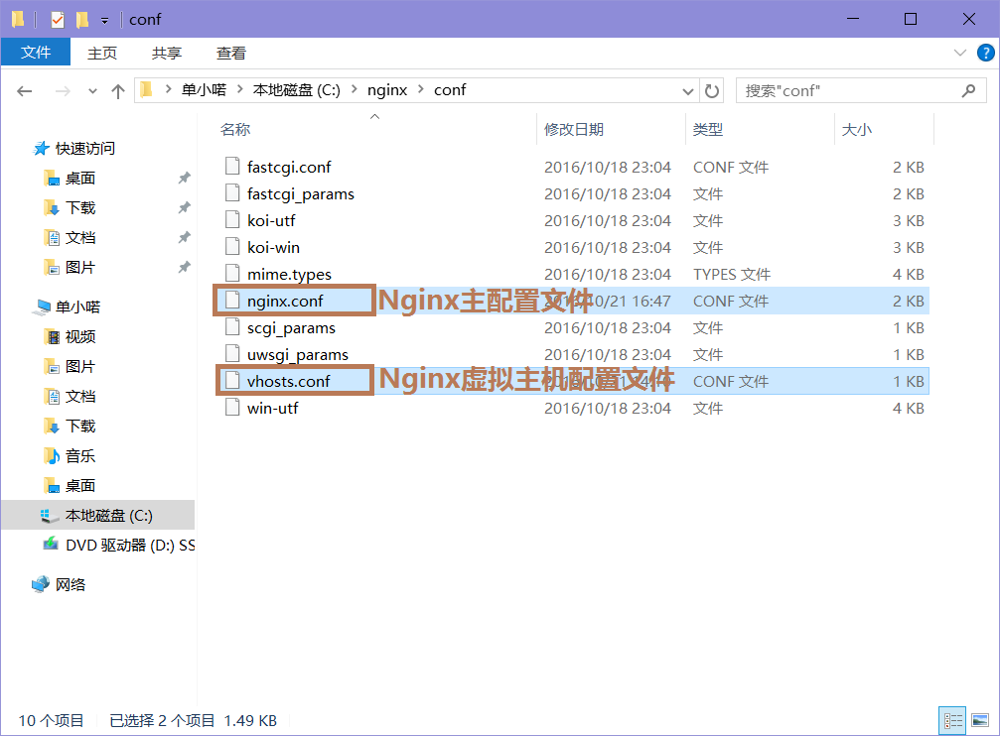 conf
文件 主页 共享 查看
单小喏 本地磁盘 (C:) nginx conf 搜索"conf"
名称 修改日期 类型 大小
快速访问
桌面
下载
文档
图片
单小喏
视频
图片
文档
下载
音乐
桌面
本地磁盘 (C:)
DVD 驱动器 (D:) SS
网络
fastcgi.conf 2016/10/18 23:04 CONF 文件 2 KB
fastcgi_params 2016/10/18 23:04 文件 2 KB
koi-utf 2016/10/18 23:04 文件 3 KB
koi-win 2016/10/18 23:04 文件 3 KB
mime.types 2016/10/18 23:04 TYPES 文件 4 KB
nginx.conf Nginx主配置文件 2016/10/21 16:47 CONF 文件 2 KB
scgi_params 2016/10/18 23:04 文件 1 KB
uwsgi_params 2016/10/18 23:04 文件 1 KB
vhosts.conf Nginx虚拟主机配置文件 CONF 文件 1 KB
win-utf 2016/10/18 23:04 文件 4 KB
10 个项目 已选择 2 个项目 1.49 KB